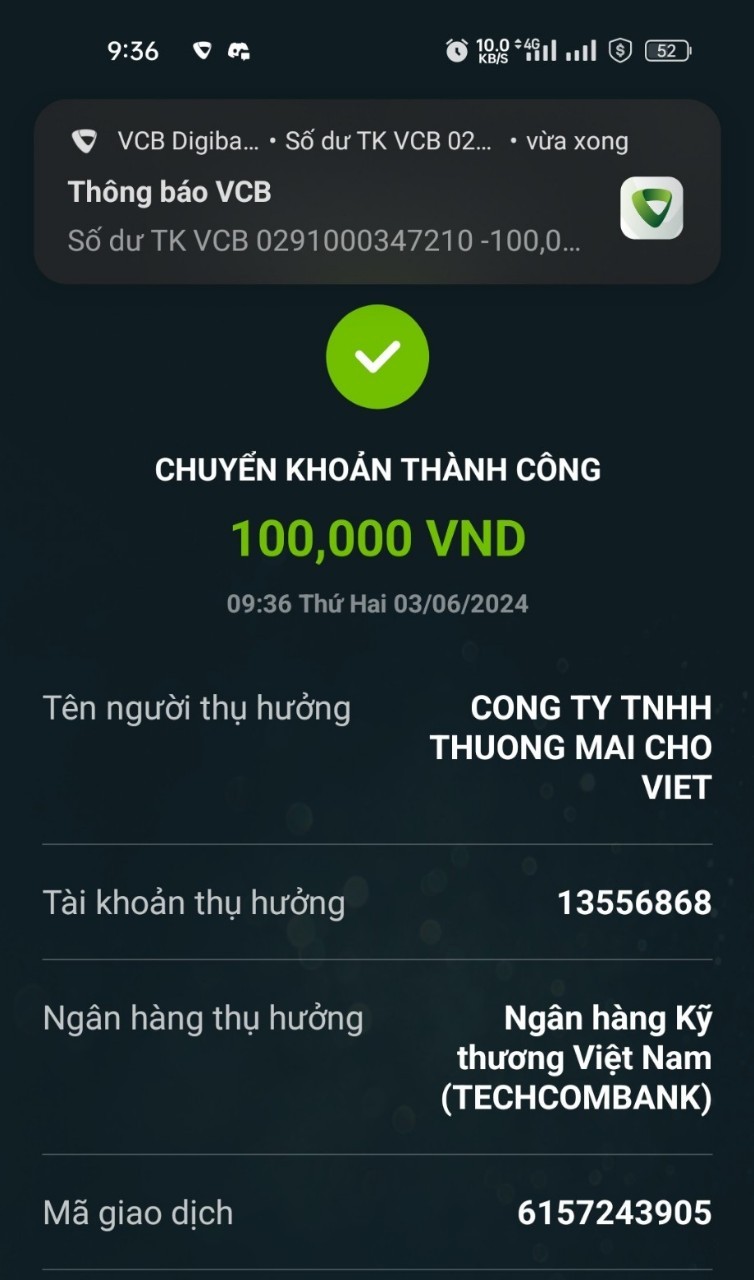 9:36 10.0 KB/S 4G 52
VCB Digiba... • Số dư TK VCB 02... • vừa xong
Thông báo VCB
Số dư TK VCB 0291000347210 -100,0...
CHUYỂN KHOẢN THÀNH CÔNG
100,000 VND
09:36 Thứ Hai 03/06/2024
Tên người thụ hưởng CONG TY TNHH
THUONG MAI CHO
VIET
Tài khoản thụ hưởng 13556868
Ngân hàng thụ hưởng Ngân hàng Kỹ
thương Việt Nam
(TECHCOMBANK)
Mã giao dịch 6157243905